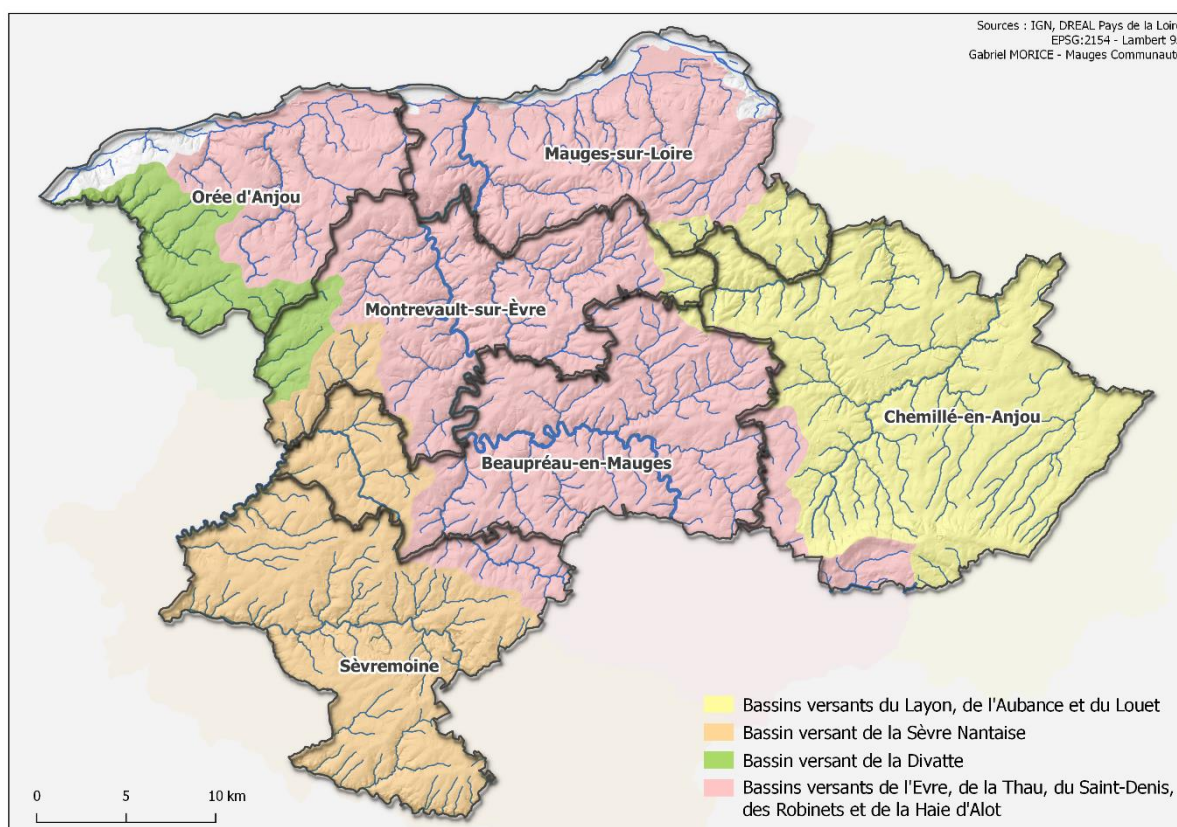 Sources : IGN, DREAL Pays de la Loire
EPSG:2154 - Lambert 9
Gabriel MORICE - Mauges Communaut
Mauges-sur-Loire
Orée d'Anjou
Montrevault-sur-Èvre
Chemillé-en-Anjou
Beaupréau-en-Mauges
Sèvremoine
Bassins versants du Layon, de l'Aubance et du Louet
Bassin versant de la Sèvre Nantaise
Bassin versant de la Divatte
Bassins versants de l'Evre, de la Thau, du Saint-Denis,
des Robinets et de la Haie d'Alot
0 5 10 km